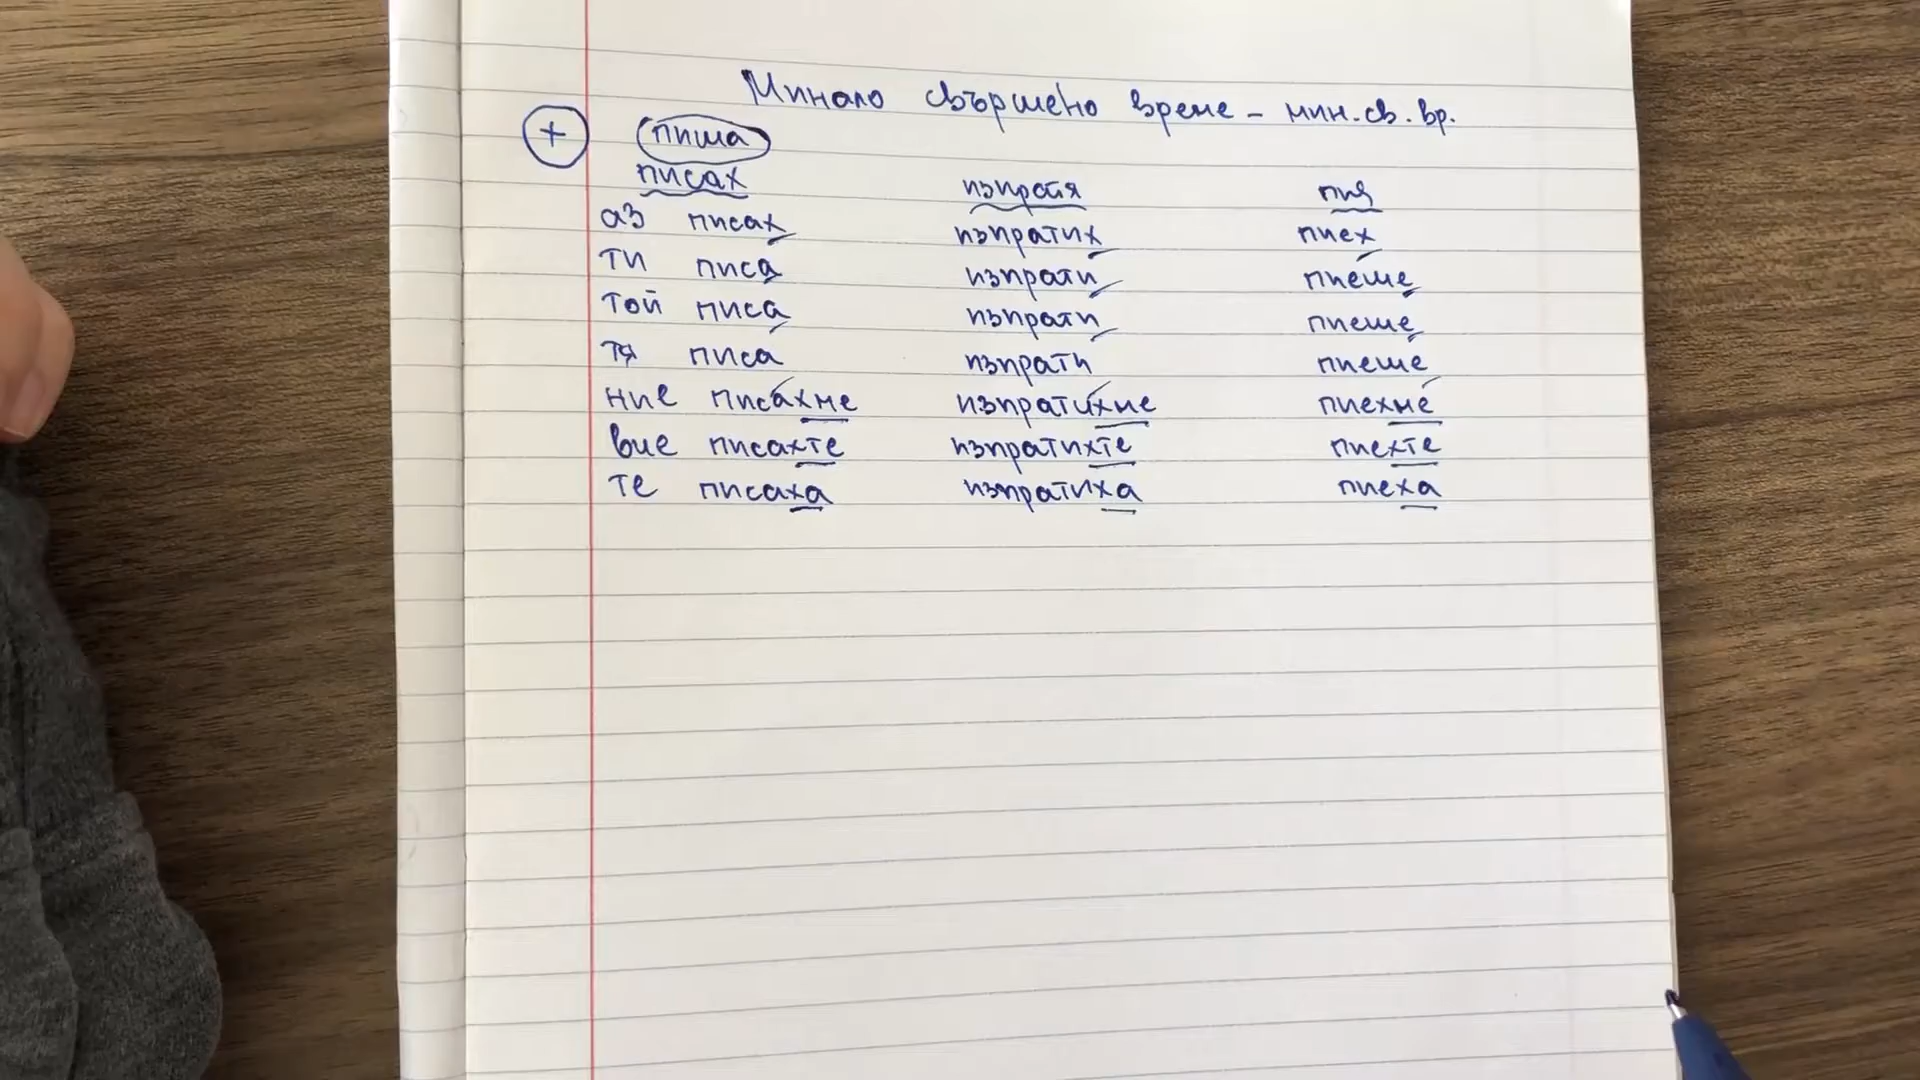 Минало свършено време - мин.св.вр.
+ пиша
писах изпратя пия
аз писах изпратих пиех
ти писа изпрати пиеше
той писа изпрати пиеше
тя писа изпрати пиеше
ние писахме изпратихме пиехме
вие писахте изпратихте пиехте
те писаха изпратиха пиеха